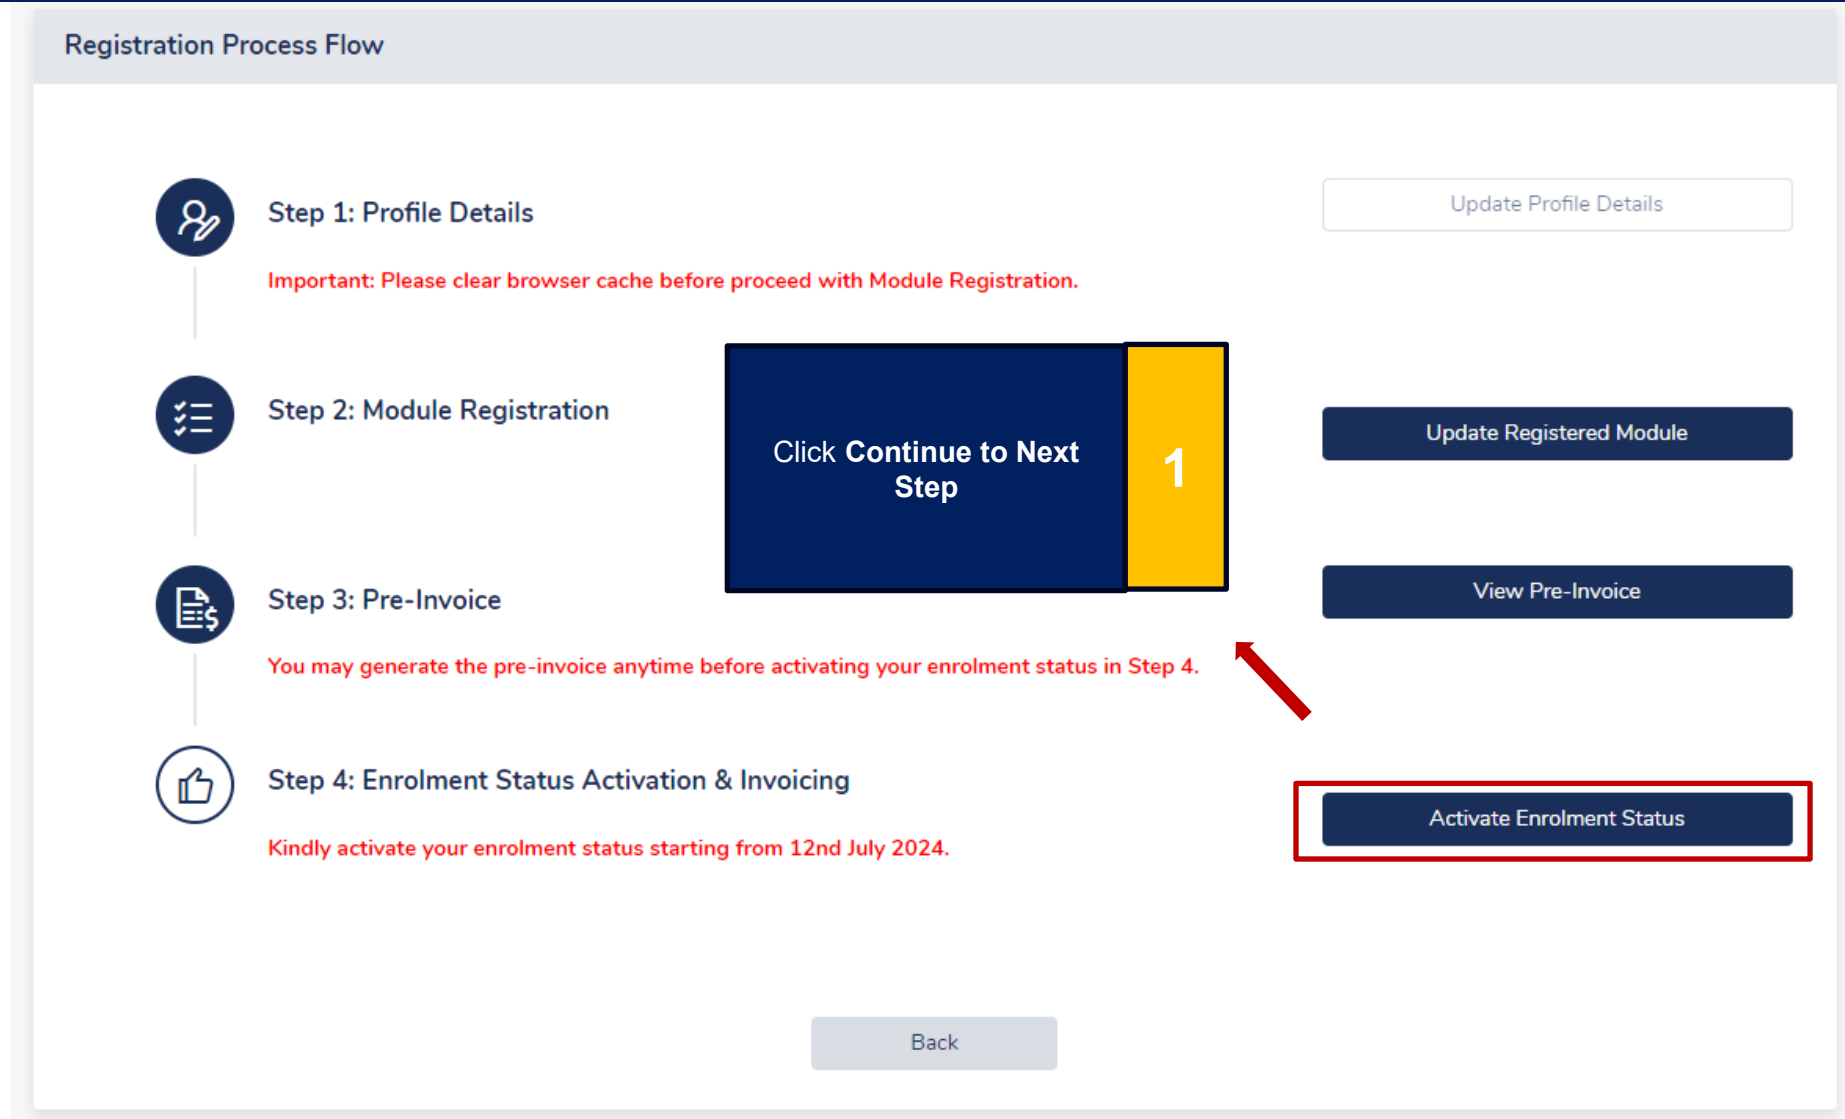 Registration Process Flow
Step 1: Profile Details
Update Profile Details
Important: Please clear browser cache before proceed with Module Registration.
Step 2: Module Registration
Update Registered Module
Click Continue to Next
Step
1
Step 3: Pre-Invoice
View Pre-Invoice
You may generate the pre-invoice anytime before activating your enrolment status in Step 4.
Step 4: Enrolment Status Activation & Invoicing
Activate Enrolment Status
Kindly activate your enrolment status starting from 12nd July 2024.
Back